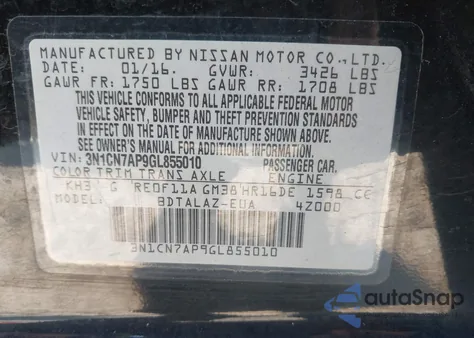 MANUFACTURED BY NISSAN MOTOR CO., LTD.
DATE: 01/16. GVWR: 3426 LBS
GAWR FR: 1750 LBS GAWR RR: 1708 LBS
THIS VEHICLE CONFORMS TO ALL APPLICABLE FEDERAL MOTOR
VEHICLE SAFETY, BUMPER AND THEFT PREVENTION STANDARDS
IN EFFECT ON THE DATE OF MANUFACTURE SHOWN ABOVE.
SEE OWNER'S MANUAL FOR ADDITIONAL INFORMATION.
VIN: 3N1CN7AP9GL855010 PASSENGER CAR
COLOR TRIM TRANS AXLE ENGINE
KH3 G RE0F11A GM38 HR16DE 1598 CC
BDTALAZ-EUA 4Z000
3N1CN7AP9GL855010
autaSnap